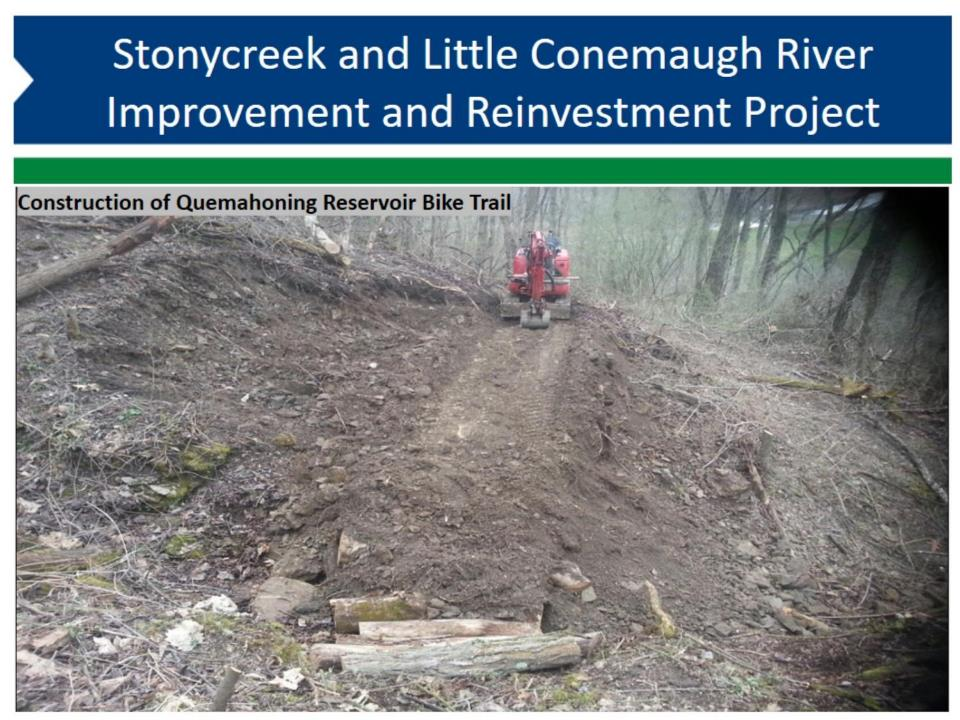 Stonycreek and Little Conemaugh River
Improvement and Reinvestment Project
Construction of Quemahoning Reservoir Bike Trail